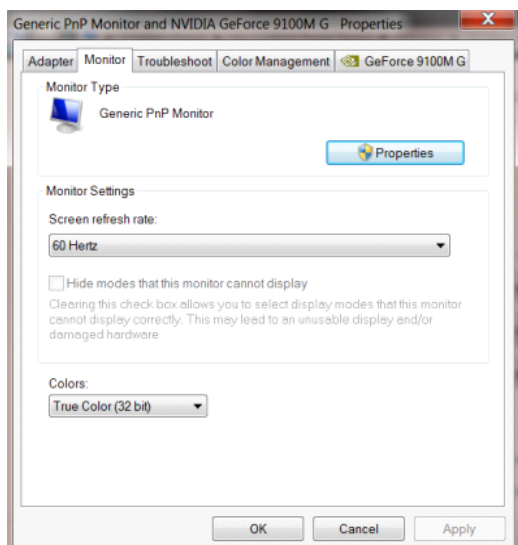 Generic PnP Monitor and NVIDIA GeForce 9100M G Properties
X
Adapter Monitor Troubleshoot Color Management GeForce 9100M G
Monitor Type
Generic PnP Monitor
Properties
Monitor Settings
Screen refresh rate:
60 Hertz
Hide modes that this monitor cannot display
Clearing this check box allows you to select display modes that this monitor
cannot display correctly. This may lead to an unusable display and/or
damaged hardware.
Colors:
True Color (32 bit)
OK Cancel Apply